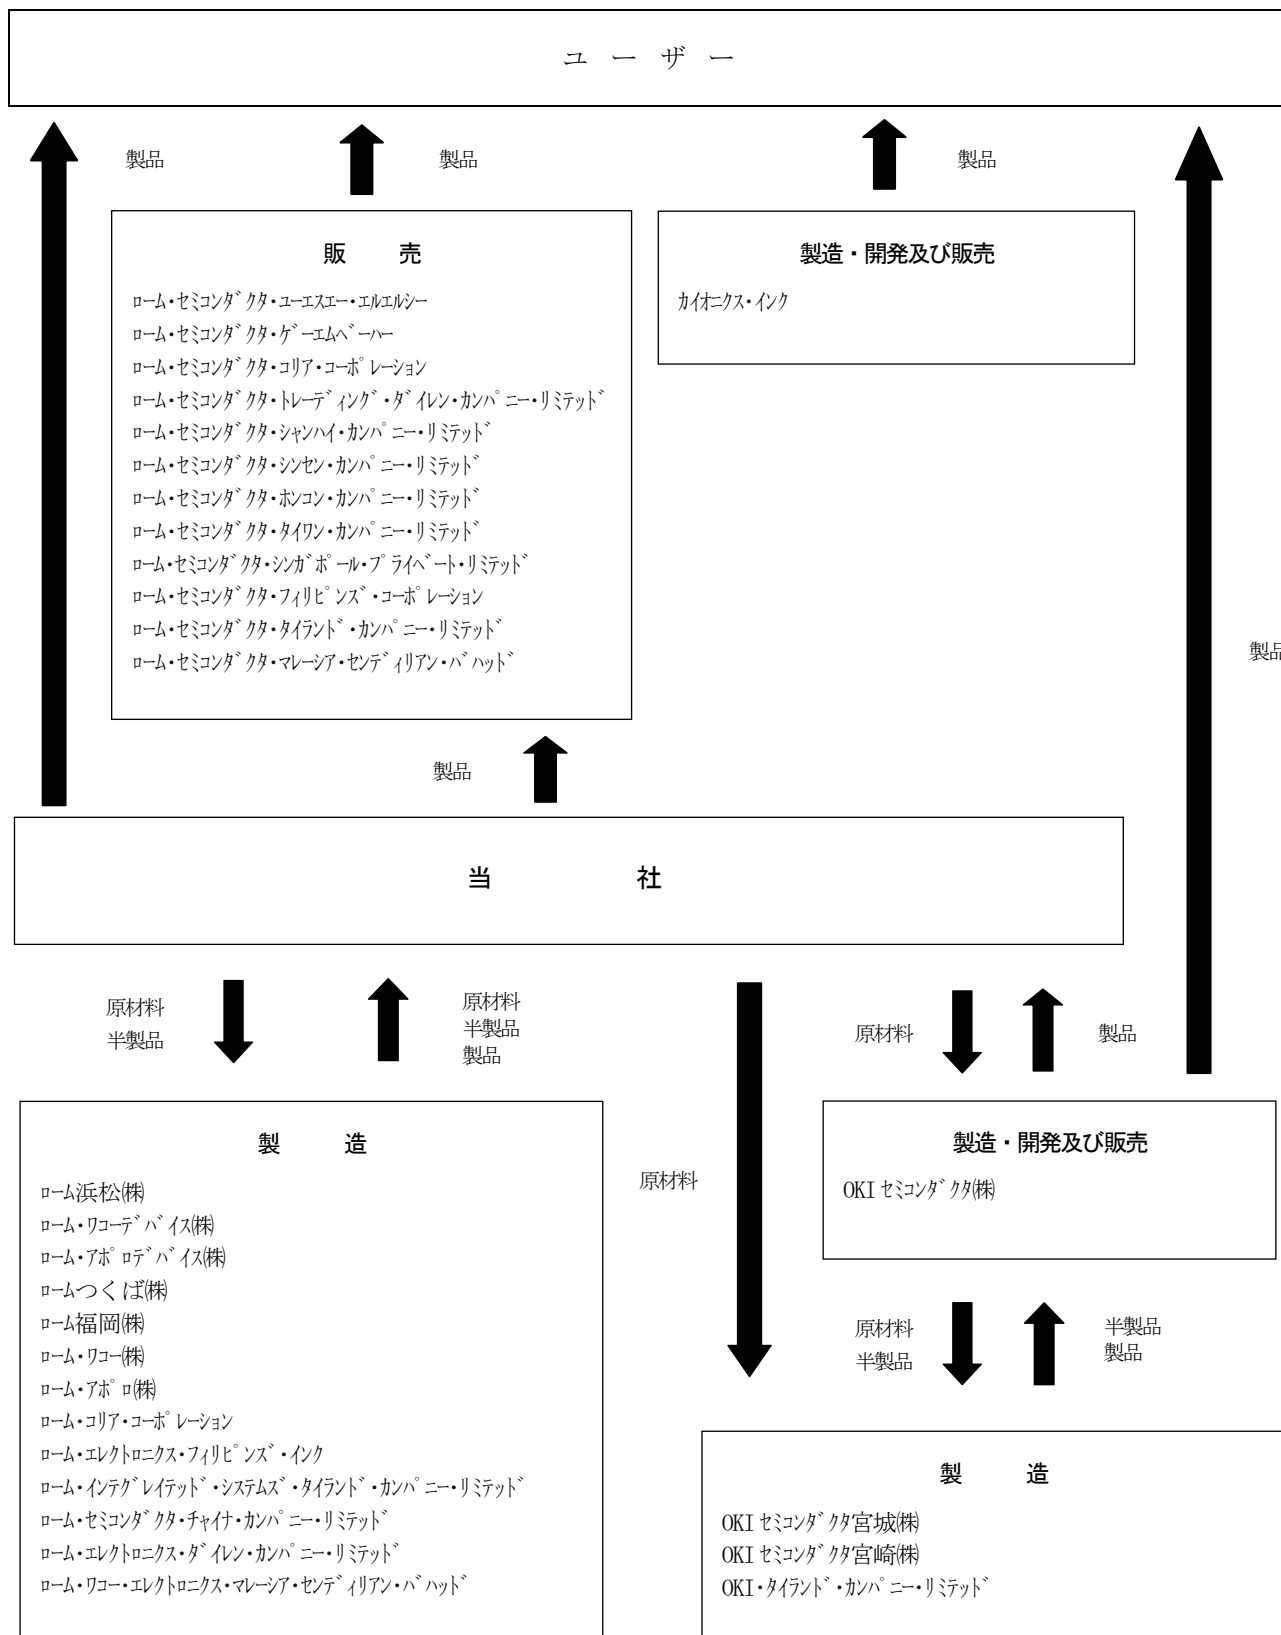 ユ ー ザ ー
製品
製品
製品
販 売
ﾛｰﾑ・ｾﾐｺﾝﾀﾞｸﾀ・ﾕｰｴｽｴｰ・ｴﾙｴﾙｼｰ
ﾛｰﾑ・ｾﾐｺﾝﾀﾞｸﾀ・ｹﾞｰｴﾑﾍﾞｰﾊｰ
ﾛｰﾑ・ｾﾐｺﾝﾀﾞｸﾀ・ｺﾘｱ・ｺｰﾎﾟﾚｰｼｮﾝ
ﾛｰﾑ・ｾﾐｺﾝﾀﾞｸﾀ・ﾄﾚｰﾃﾞｨﾝｸﾞ・ﾀﾞｲﾚﾝ・ｶﾝﾊﾟﾆｰ・ﾘﾐﾃｯﾄﾞ
ﾛｰﾑ・ｾﾐｺﾝﾀﾞｸﾀ・ｼｬﾝﾊｲ・ｶﾝﾊﾟﾆｰ・ﾘﾐﾃｯﾄﾞ
ﾛｰﾑ・ｾﾐｺﾝﾀﾞｸﾀ・ｼﾝｾﾝ・ｶﾝﾊﾟﾆｰ・ﾘﾐﾃｯﾄﾞ
ﾛｰﾑ・ｾﾐｺﾝﾀﾞｸﾀ・ﾎﾝｺﾝ・ｶﾝﾊﾟﾆｰ・ﾘﾐﾃｯﾄﾞ
ﾛｰﾑ・ｾﾐｺﾝﾀﾞｸﾀ・ﾀｲﾜﾝ・ｶﾝﾊﾟﾆｰ・ﾘﾐﾃｯﾄﾞ
ﾛｰﾑ・ｾﾐｺﾝﾀﾞｸﾀ・ｼﾝｶﾞﾎﾟｰﾙ・ﾌﾟﾗｲﾍﾞｰﾄ・ﾘﾐﾃｯﾄﾞ
ﾛｰﾑ・ｾﾐｺﾝﾀﾞｸﾀ・ﾌｨﾘﾋﾟﾝｽﾞ・ｺｰﾎﾟﾚｰｼｮﾝ
ﾛｰﾑ・ｾﾐｺﾝﾀﾞｸﾀ・ﾀｲﾗﾝﾄﾞ・ｶﾝﾊﾟﾆｰ・ﾘﾐﾃｯﾄﾞ
ﾛｰﾑ・ｾﾐｺﾝﾀﾞｸﾀ・ﾏﾚｰｼｱ・ｾﾝﾃﾞｨﾘｱﾝ・ﾊﾞﾊｯﾄﾞ
製造・開発及び販売
ｶｲｵﾆｸｽ・ｲﾝｸ
製品
製品
当 社
原材料
半製品
原材料
半製品
製品
原材料
製品
製 造
ﾛｰﾑ浜松㈱
ﾛｰﾑ・ﾜｺｰﾃﾞﾊﾞｲｽ㈱
ﾛｰﾑ・ｱﾎﾟﾛﾃﾞﾊﾞｲｽ㈱
ﾛｰﾑつくば㈱
ﾛｰﾑ福岡㈱
ﾛｰﾑ・ﾜｺｰ㈱
ﾛｰﾑ・ｱﾎﾟﾛ㈱
ﾛｰﾑ・ｺﾘｱ・ｺｰﾎﾟﾚｰｼｮﾝ
ﾛｰﾑ・ｴﾚｸﾄﾛﾆｸｽ・ﾌｨﾘﾋﾟﾝｽﾞ・ｲﾝｸ
ﾛｰﾑ・ｲﾝﾃｸﾞﾚｲﾃｯﾄﾞ・ｼｽﾃﾑｽﾞ・ﾀｲﾗﾝﾄﾞ・ｶﾝﾊﾟﾆｰ・ﾘﾐﾃｯﾄﾞ
ﾛｰﾑ・ｾﾐｺﾝﾀﾞｸﾀ・ﾁｬｲﾅ・ｶﾝﾊﾟﾆｰ・ﾘﾐﾃｯﾄﾞ
ﾛｰﾑ・ｴﾚｸﾄﾛﾆｸｽ・ﾀﾞｲﾚﾝ・ｶﾝﾊﾟﾆｰ・ﾘﾐﾃｯﾄﾞ
ﾛｰﾑ・ﾜｺｰ・ｴﾚｸﾄﾛﾆｸｽ・ﾏﾚｰｼｱ・ｾﾝﾃﾞｨﾘｱﾝ・ﾊﾞﾊｯﾄﾞ
原材料
製造・開発及び販売
OKIｾﾐｺﾝﾀﾞｸﾀ㈱
原材料
半製品
半製品
製品
製 造
OKIｾﾐｺﾝﾀﾞｸﾀ宮城㈱
OKIｾﾐｺﾝﾀﾞｸﾀ宮崎㈱
OKI・ﾀｲﾗﾝﾄﾞ・ｶﾝﾊﾟﾆｰ・ﾘﾐﾃｯﾄﾞ